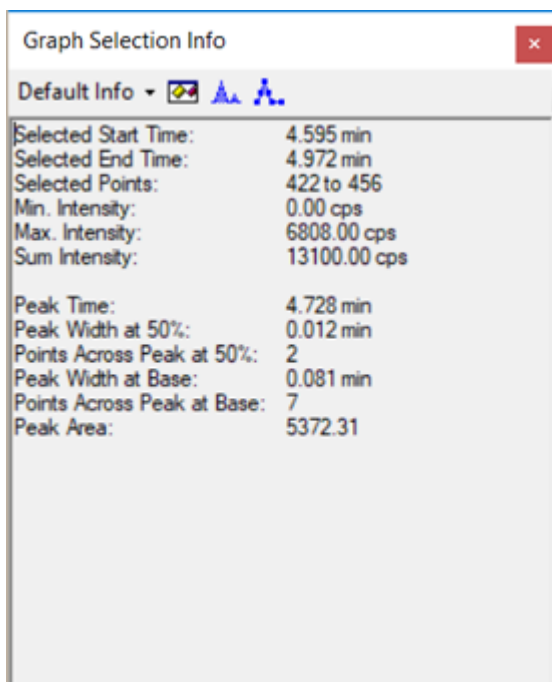 Graph Selection Info
Default Info
Selected Start Time: 4.595 min
Selected End Time: 4.972 min
Selected Points: 422 to 456
Min. Intensity: 0.00 cps
Max. Intensity: 6808.00 cps
Sum Intensity: 13100.00 cps
Peak Time: 4.728 min
Peak Width at 50%: 0.012 min
Points Across Peak at 50%: 2
Peak Width at Base: 0.081 min
Points Across Peak at Base: 7
Peak Area: 5372.31